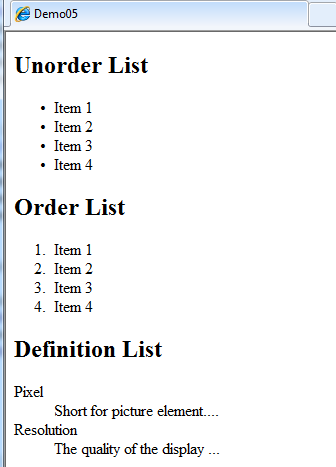 Demo05
Unorder List
• Item 1
• Item 2
• Item 3
• Item 4
Order List
1. Item 1
2. Item 2
3. Item 3
4. Item 4
Definition List
Pixel
Short for picture element....
Resolution
The quality of the display ...